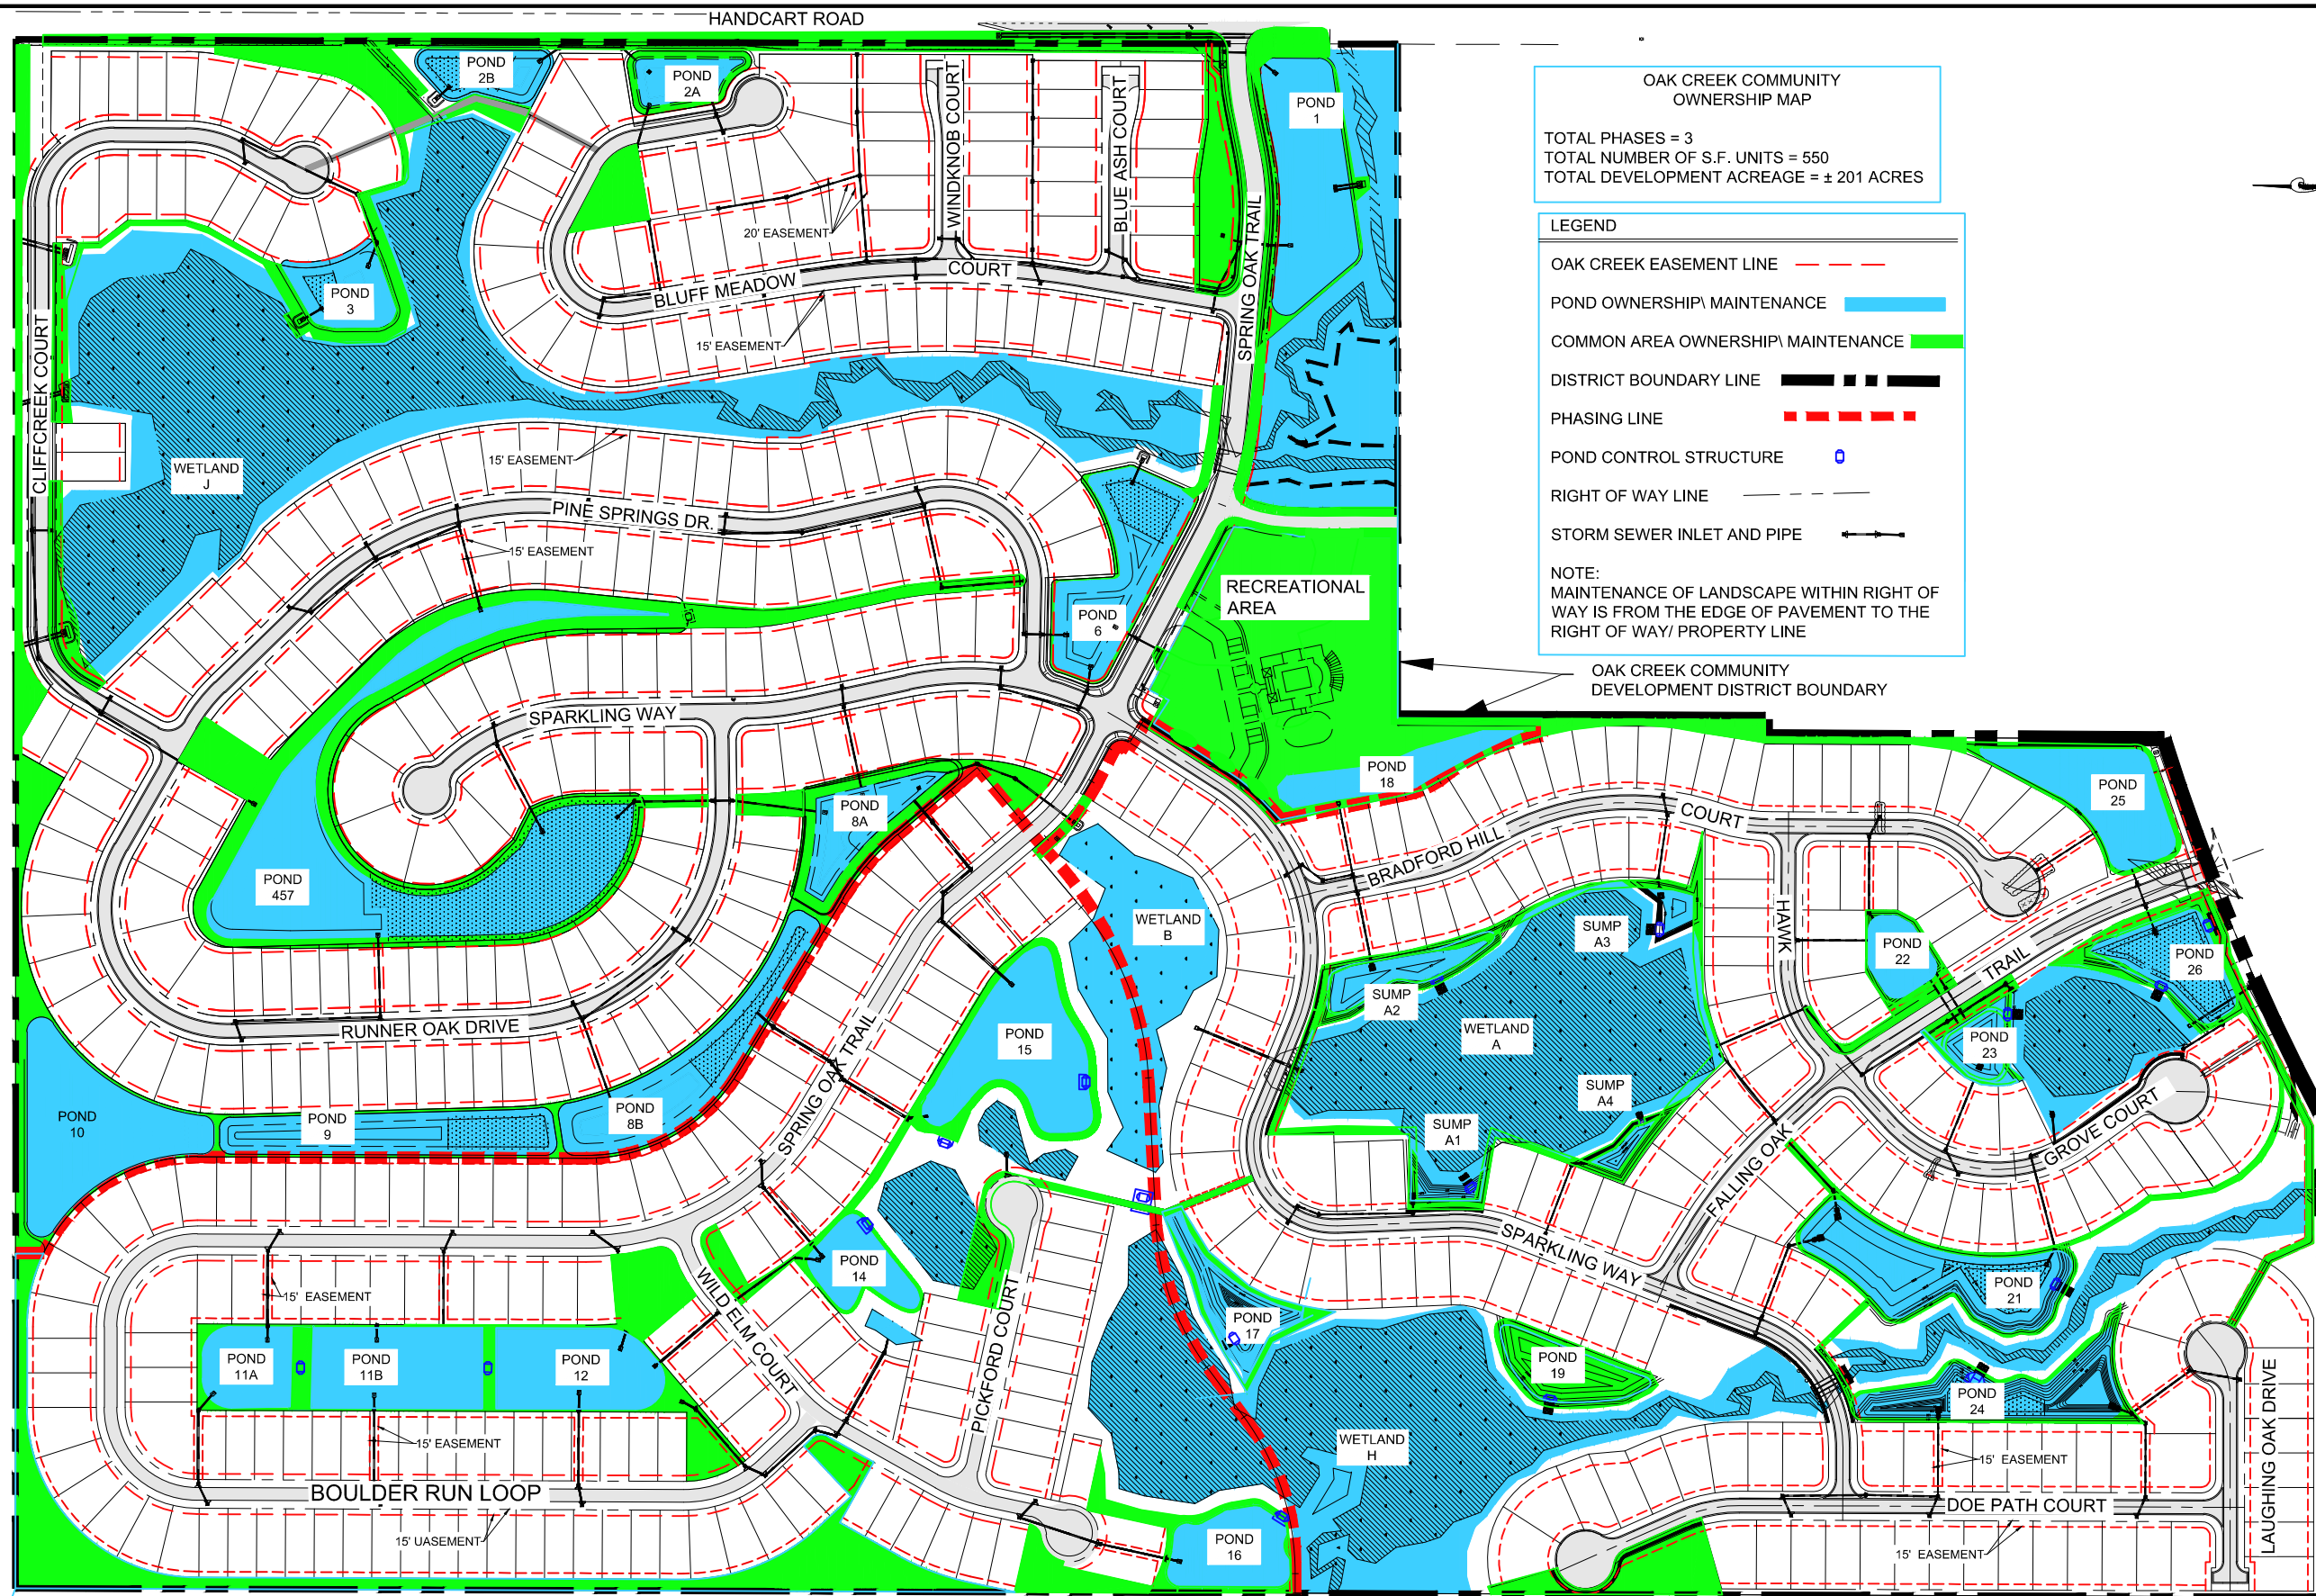 HANDCART ROAD
OAK CREEK COMMUNITY
OWNERSHIP MAP
TOTAL PHASES = 3
TOTAL NUMBER OF S.F. UNITS = 550
TOTAL DEVELOPMENT ACREAGE = ± 201 ACRES
LEGEND
OAK CREEK EASEMENT LINE
POND OWNERSHIP\ MAINTENANCE
COMMON AREA OWNERSHIP\ MAINTENANCE
DISTRICT BOUNDARY LINE
PHASING LINE
POND CONTROL STRUCTURE
RIGHT OF WAY LINE
STORM SEWER INLET AND PIPE
NOTE:
MAINTENANCE OF LANDSCAPE WITHIN RIGHT OF
WAY IS FROM THE EDGE OF PAVEMENT TO THE
RIGHT OF WAY/ PROPERTY LINE
OAK CREEK COMMUNITY
DEVELOPMENT DISTRICT BOUNDARY
POND
2B
POND
2A
POND
1
WINDKNOB COURT
BLUE ASH COURT
SPRING OAK TRAIL
20' EASEMENT
BLUFF MEADOW
COURT
POND
3
15' EASEMENT
CLIFFCREEK COURT
WETLAND
J
15' EASEMENT
PINE SPRINGS DR.
15' EASEMENT
RECREATIONAL
AREA
POND
6
SPARKLING WAY
POND
18
POND
25
POND
8A
BRADFORD HILL
COURT
POND
457
WETLAND
B
SUMP
A3
HAWK
POND
22
TRAIL
POND
26
SUMP
A2
WETLAND
A
RUNNER OAK DRIVE
SPRING OAK TRAIL
POND
15
POND
23
POND
10
POND
9
POND
8B
SUMP
A4
SUMP
A1
GROVE COURT
FALLING OAK
POND
14
WILD ELM COURT
SPARKLING WAY
POND
21
15' EASEMENT
PICKFORD COURT
POND
17
POND
11A
POND
11B
POND
12
POND
19
POND
24
LAUGHING OAK DRIVE
15' EASEMENT
WETLAND
H
15' EASEMENT
BOULDER RUN LOOP
DOE PATH COURT
15' UASEMENT
POND
16
15' EASEMENT